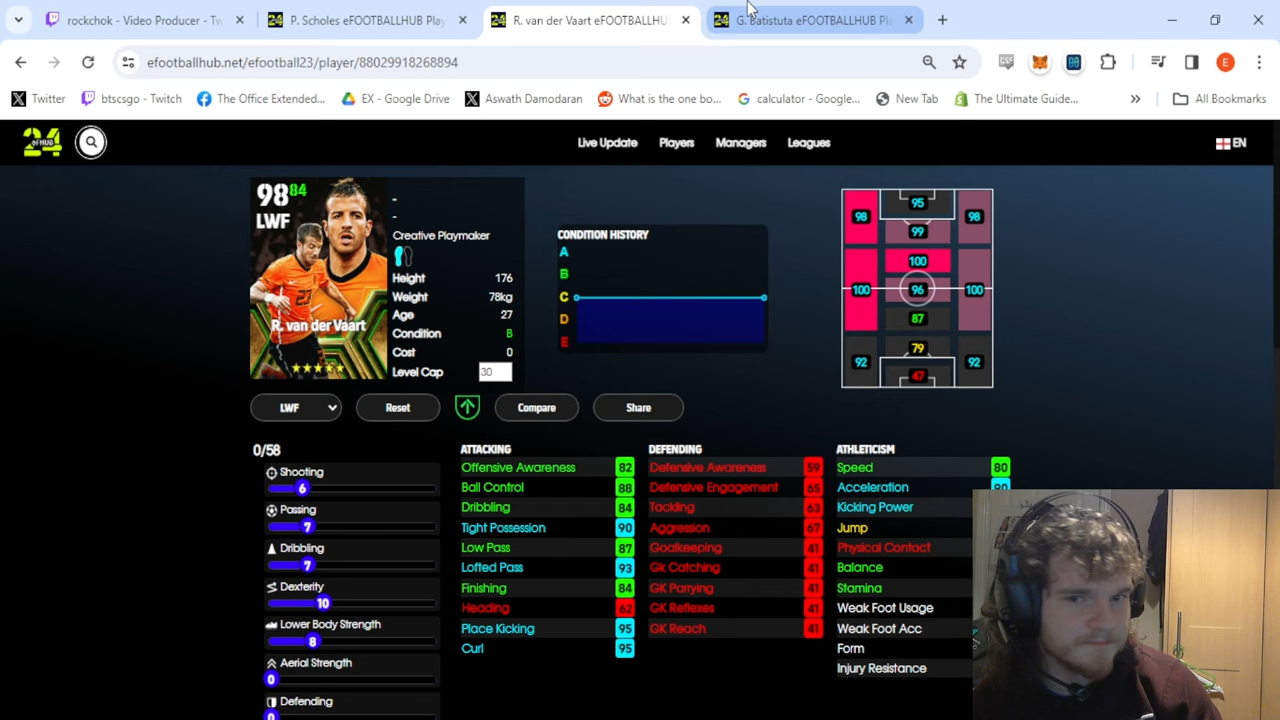 rockchok - Video Producer - Tw
P. Scholes eFOOTBALLHUB Play
R. van der Vaart eFOOTBALLHU
G. Batistuta eFOOTBALLHUB Pl
efootballhub.net/efootball23/player/88029918268894
Twitter
btscsgo - Twitch
The Office Extended...
EX - Google Drive
Aswath Damodaran
What is the one bo...
calculator - Google...
New Tab
The Ultimate Guide...
All Bookmarks
24
eFHUB
Live Update
Players
Managers
Leagues
EN
98 84
LWF
R. van der Vaart
-
-
Creative Playmaker
Height 176
Weight 78kg
Age 27
Condition B
Cost 0
Level Cap 30
CONDITION HISTORY
A
B
C
D
E
95
98 98
99
100
100 96 100
87
79
92 92
47
LWF
Reset
Compare
Share
0/58
Shooting
6
Passing
7
Dribbling
7
Dexterity
10
Lower Body Strength
8
Aerial Strength
0
Defending
ATTACKING
Offensive Awareness 82
Ball Control 88
Dribbling 84
Tight Possession 90
Low Pass 87
Lofted Pass 93
Finishing 84
Heading 62
Place Kicking 95
Curl 95
DEFENDING
Defensive Awareness 59
Defensive Engagement 65
Tackling 63
Aggression 67
Goalkeeping 41
Gk Catching 41
GK Parrying 41
GK Reflexes 41
GK Reach 41
ATHLETICISM
Speed 80
Acceleration
Kicking Power
Jump
Physical Contact
Balance
Stamina
Weak Foot Usage
Weak Foot Acc
Form
Injury Resistance